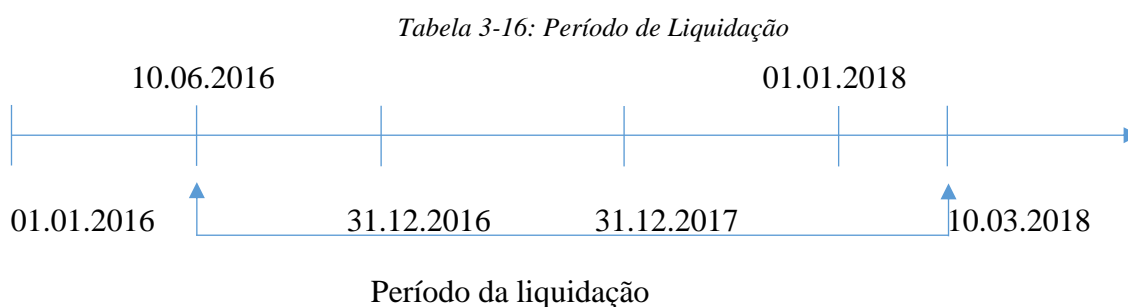 Tabela 3-16: Período de Liquidação
10.06.2016 01.01.2018
01.01.2016 31.12.2016 31.12.2017 10.03.2018
Período da liquidação